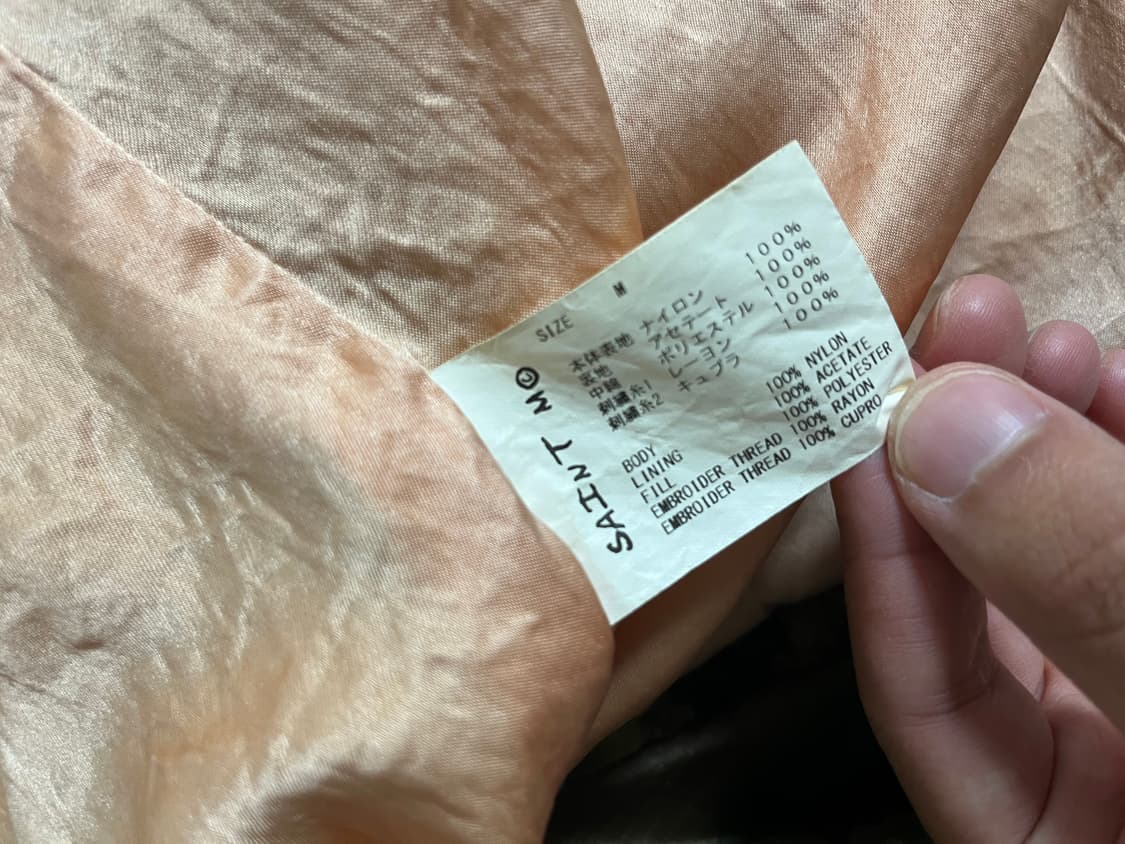 SIZE M
本体表地 ナイロン 100%
裏地 アセテート 100%
中綿 ポリエステル 100%
刺繍糸1 レーヨン 100%
刺繍糸2 キュプラ 100%
BODY 100% NYLON
LINING 100% ACETATE
FILL 100% POLYESTER
EMBROIDER THREAD 100% RAYON
EMBROIDER THREAD 100% CUPRO
SAINT M